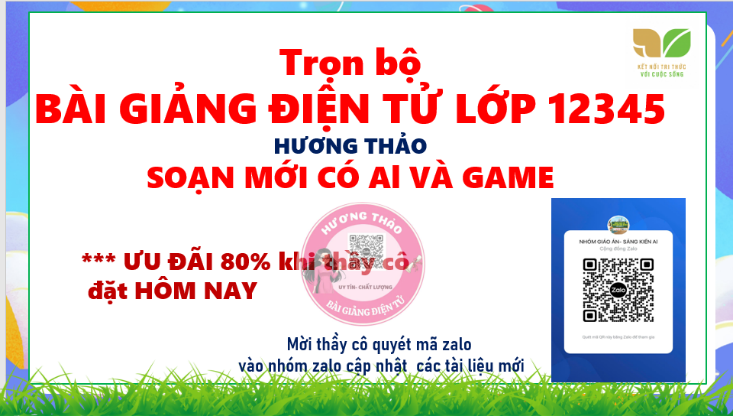 KẾT NỐI TRI THỨC
VỚI CUỘC SỐNG
Trọn bộ
BÀI GIẢNG ĐIỆN TỬ LỚP 12345
HƯƠNG THẢO
SOẠN MỚI CÓ AI VÀ GAME
HƯƠNG THẢO
*** ƯU ĐÃI 80% khi thầy cô
đặt HÔM NAY
UY TÍN- CHẤT LƯỢNG
BÀI GIẢNG ĐIỆN TỬ
NHÓM GIÁO ÁN- SÁNG KIẾN AI
Cộng đồng Zalo
Zalo
Mời thầy cô quyét mã zalo
vào nhóm zalo cập nhật các tài liệu mới